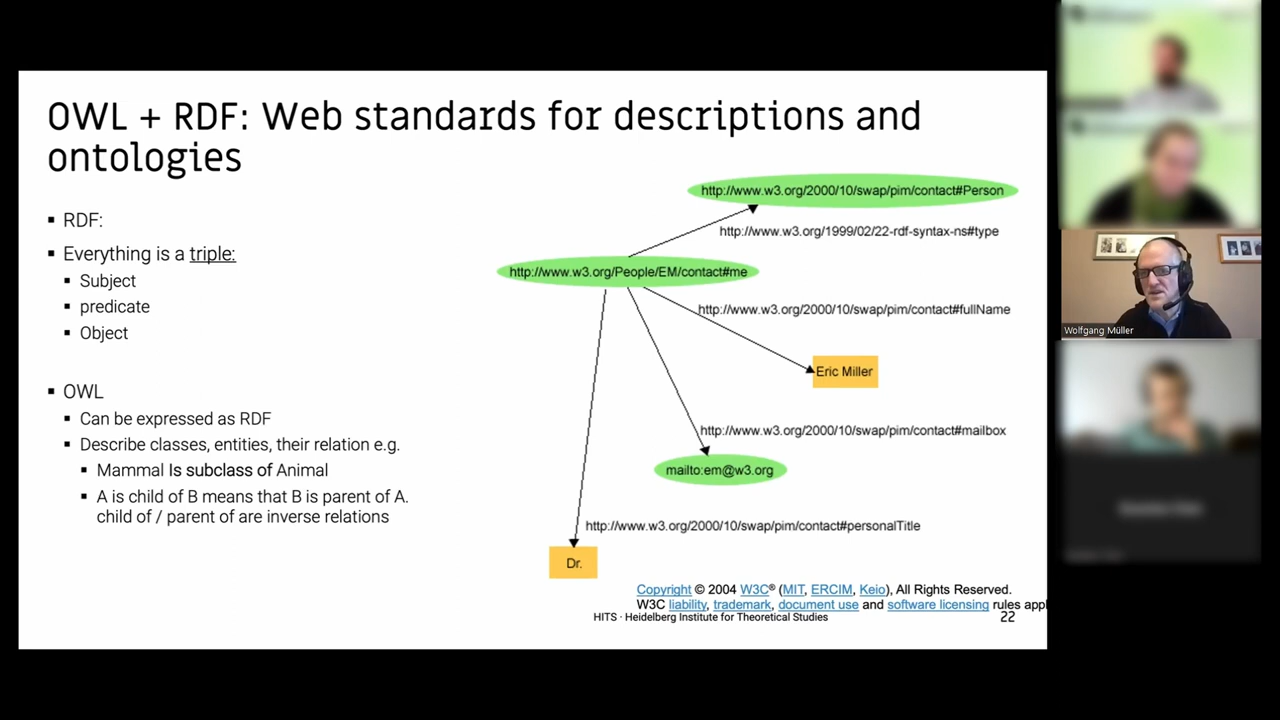 OWL + RDF: Web standards for descriptions and
ontologies
▪ RDF:
▪ Everything is a triple:
▪ Subject
▪ predicate
▪ Object
▪ OWL
▪ Can be expressed as RDF
▪ Describe classes, entities, their relation e.g.
▪ Mammal Is subclass of Animal
▪ A is child of B means that B is parent of A.
child of / parent of are inverse relations
http://www.w3.org/2000/10/swap/pim/contact#Person
http://www.w3.org/1999/02/22-rdf-syntax-ns#type
http://www.w3.org/People/EM/contact#me
http://www.w3.org/2000/10/swap/pim/contact#fullName
Eric Miller
http://www.w3.org/2000/10/swap/pim/contact#mailbox
mailto:em@w3.org
http://www.w3.org/2000/10/swap/pim/contact#personalTitle
Dr.
Copyright © 2004 W3C® (MIT, ERCIM, Keio), All Rights Reserved.
W3C liability, trademark, document use and software licensing rules appl
HITS · Heidelberg Institute for Theoretical Studies
22
Wolfgang Müller